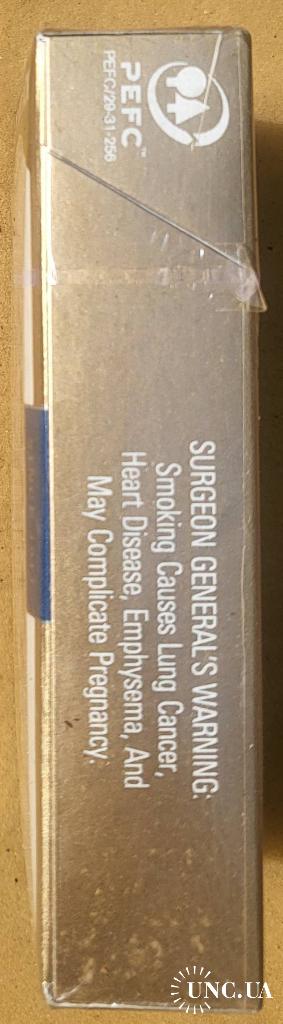 PEFC™
PEFC/29-31-256
SURGEON GENERAL'S WARNING:
Smoking Causes Lung Cancer,
Heart Disease, Emphysema, And
May Complicate Pregnancy.
UNC.UA